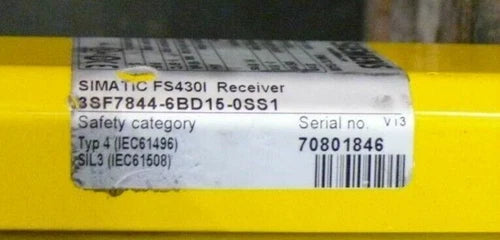 SIMATIC FS430I Receiver
3SF7844-6BD15-0SS1
Safety category Serial no. V13
Typ 4 (IEC61496) 70801846
SIL3 (IEC61508)